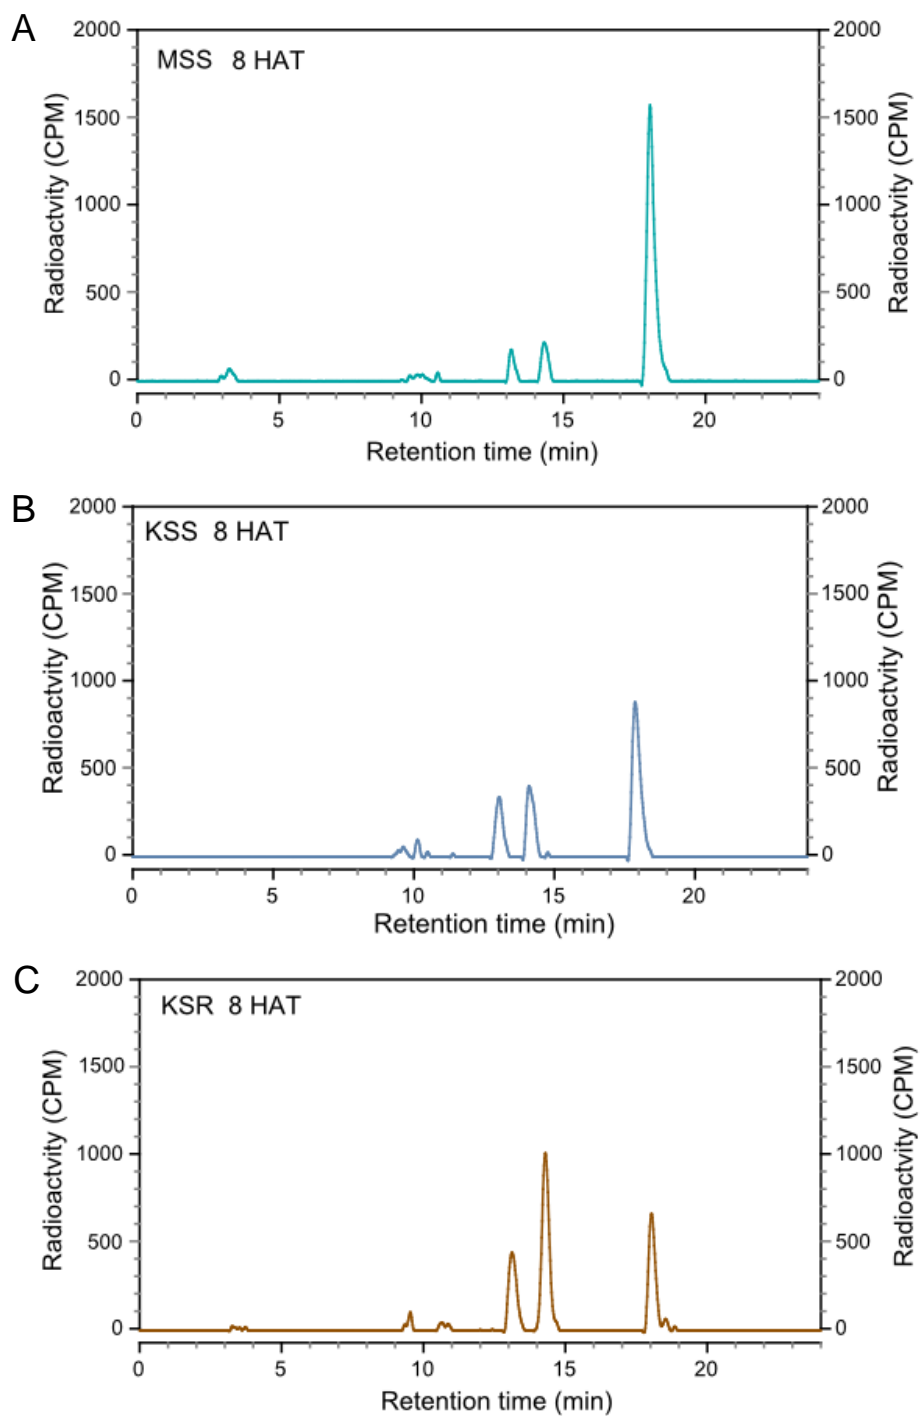 A
MSS 8 HAT
Radioactvity (CPM)
2000
1500
1000
500
0
2000
1500
1000
500
0
Radioactvity (CPM)
0 5 10 15 20
Retention time (min)
B
KSS 8 HAT
Radioactvity (CPM)
2000
1500
1000
500
0
2000
1500
1000
500
0
Radioactvity (CPM)
0 5 10 15 20
Retention time (min)
C
KSR 8 HAT
Radioactvity (CPM)
2000
1500
1000
500
0
2000
1500
1000
500
0
Radioactvity (CPM)
0 5 10 15 20
Retention time (min)